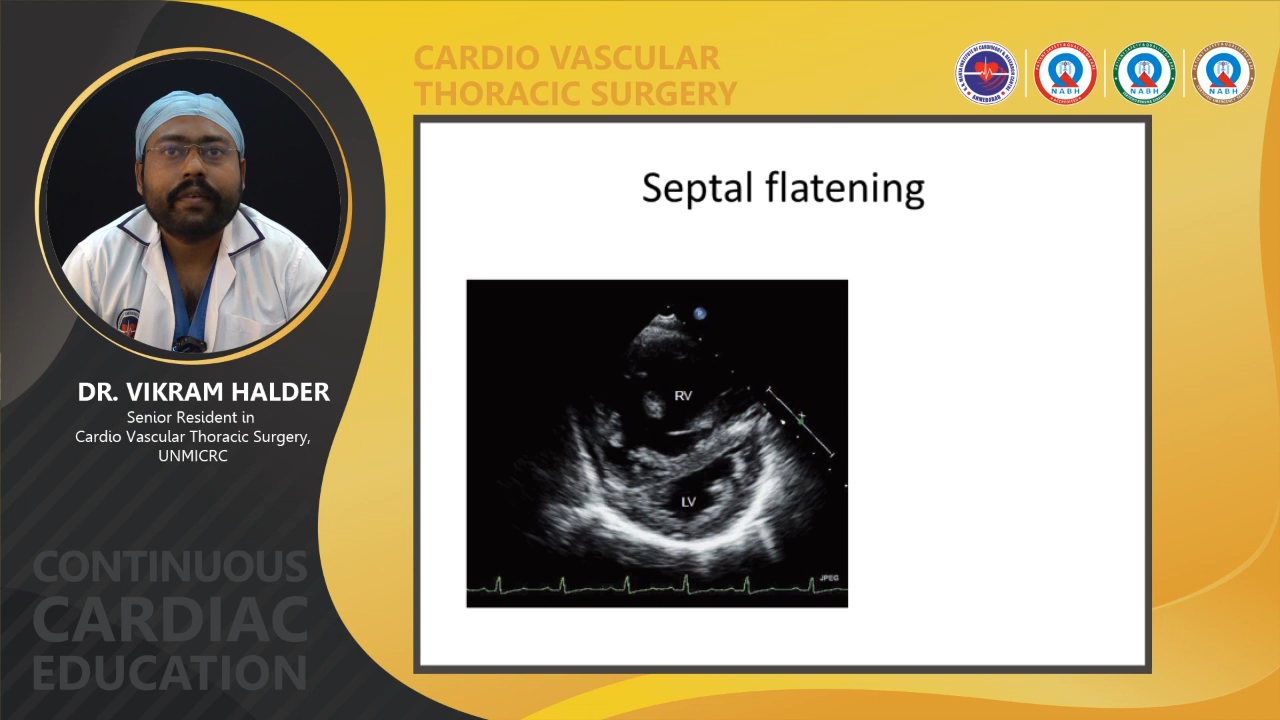 CARDIO VASCULAR
THORACIC SURGERY
NABH
NABH
NABH
Septal flatening
P
RV
LV
JPEG
DR. VIKRAM HALDER
Senior Resident in
Cardio Vascular Thoracic Surgery,
UNMICRC
CONTINUOUS
CARDIAC
EDUCATION